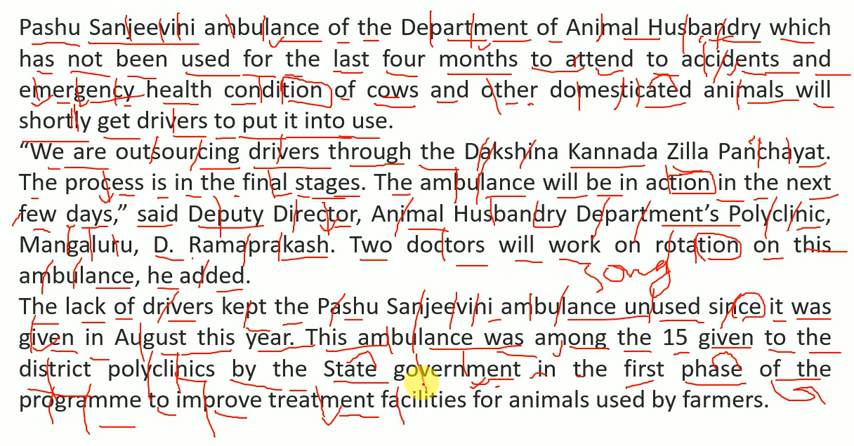 Pashu Sanjeevini ambulance of the Department of Animal Husbandry which
has not been used for the last four months to attend to accidents and
emergency health condition of cows and other domesticated animals will
shortly get drivers to put it into use.
“We are outsourcing drivers through the Dakshina Kannada Zilla Panchayat.
The process is in the final stages. The ambulance will be in action in the next
few days,” said Deputy Director, Animal Husbandry Department’s Polyclinic,
Mangaluru, D. Ramaprakash. Two doctors will work on rotation on this
ambulance, he added.
The lack of drivers kept the Pashu Sanjeevini ambulance unused since it was
given in August this year. This ambulance was among the 15 given to the
district polyclinics by the State government in the first phase of the
programme to improve treatment facilities for animals used by farmers.